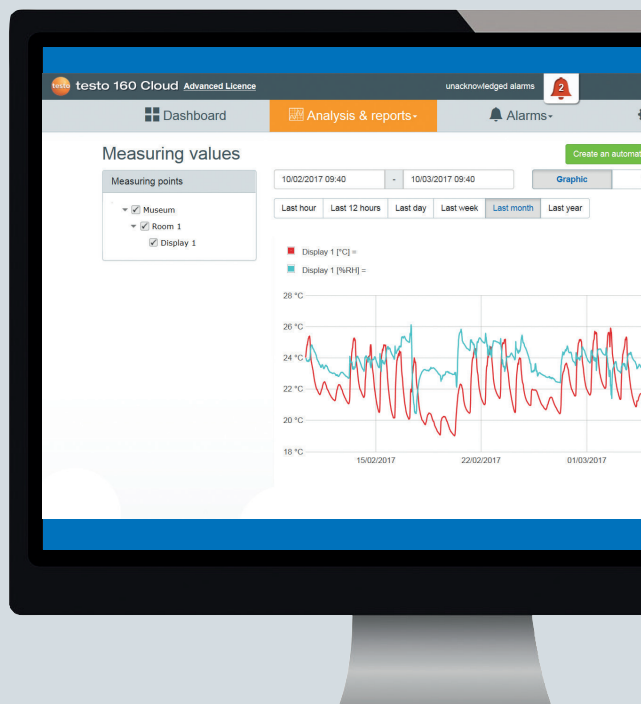 testo
testo 160 Cloud Advanced Licence
unacknowledged alarms
2
Dashboard
Analysis & reports
Alarms
Measuring values
Create an automat
Measuring points
10/02/2017 09:40 - 10/03/2017 09:40
Graphic
Museum
Room 1
Display 1
Last hour Last 12 hours Last day Last week Last month Last year
Display 1 [°C] =
Display 1 [%RH] =
28 °C
26 °C
24 °C
22 °C
20 °C
18 °C
15/02/2017 22/02/2017 01/03/2017